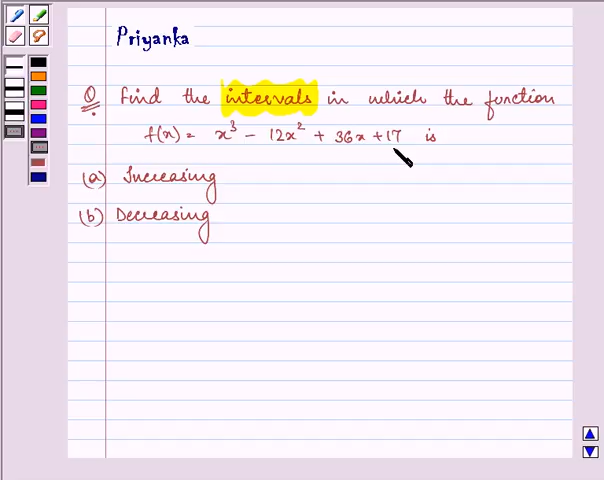 Priyanka
Q. Find the intervals in which the function
f(x) = x³ - 12x² + 36x + 17 is
(a) Increasing
(b) Decreasing